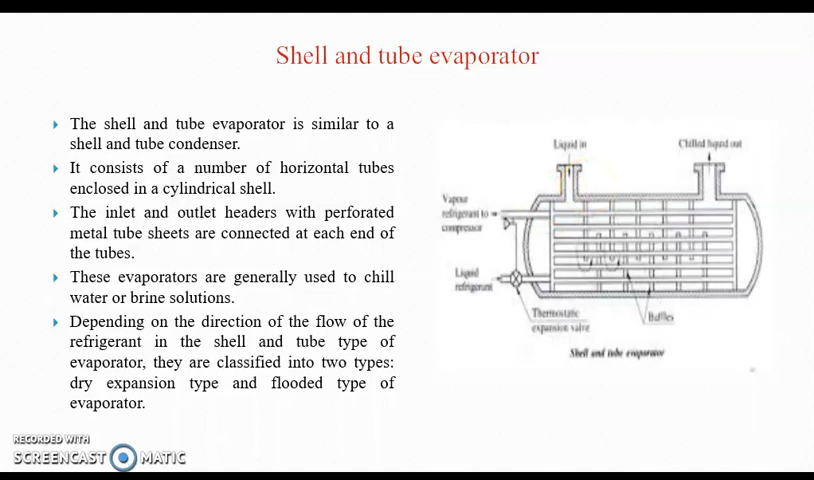 Shell and tube evaporator
The shell and tube evaporator is similar to a
shell and tube condenser.
It consists of a number of horizontal tubes
enclosed in a cylindrical shell.
The inlet and outlet headers with perforated
metal tube sheets are connected at each end of
the tubes.
These evaporators are generally used to chill
water or brine solutions.
Depending on the direction of the flow of the
refrigerant in the shell and tube type of
evaporator, they are classified into two types:
dry expansion type and flooded type of
evaporator.
Liquid in
Chilled liquid out
Vapour
refrigerant to
compressor
Liquid
refrigerant
Thermostatic
expansion valve
Baffles
Shell and tube evaporator
RECORDED WITH
SCREENCAST MATIC